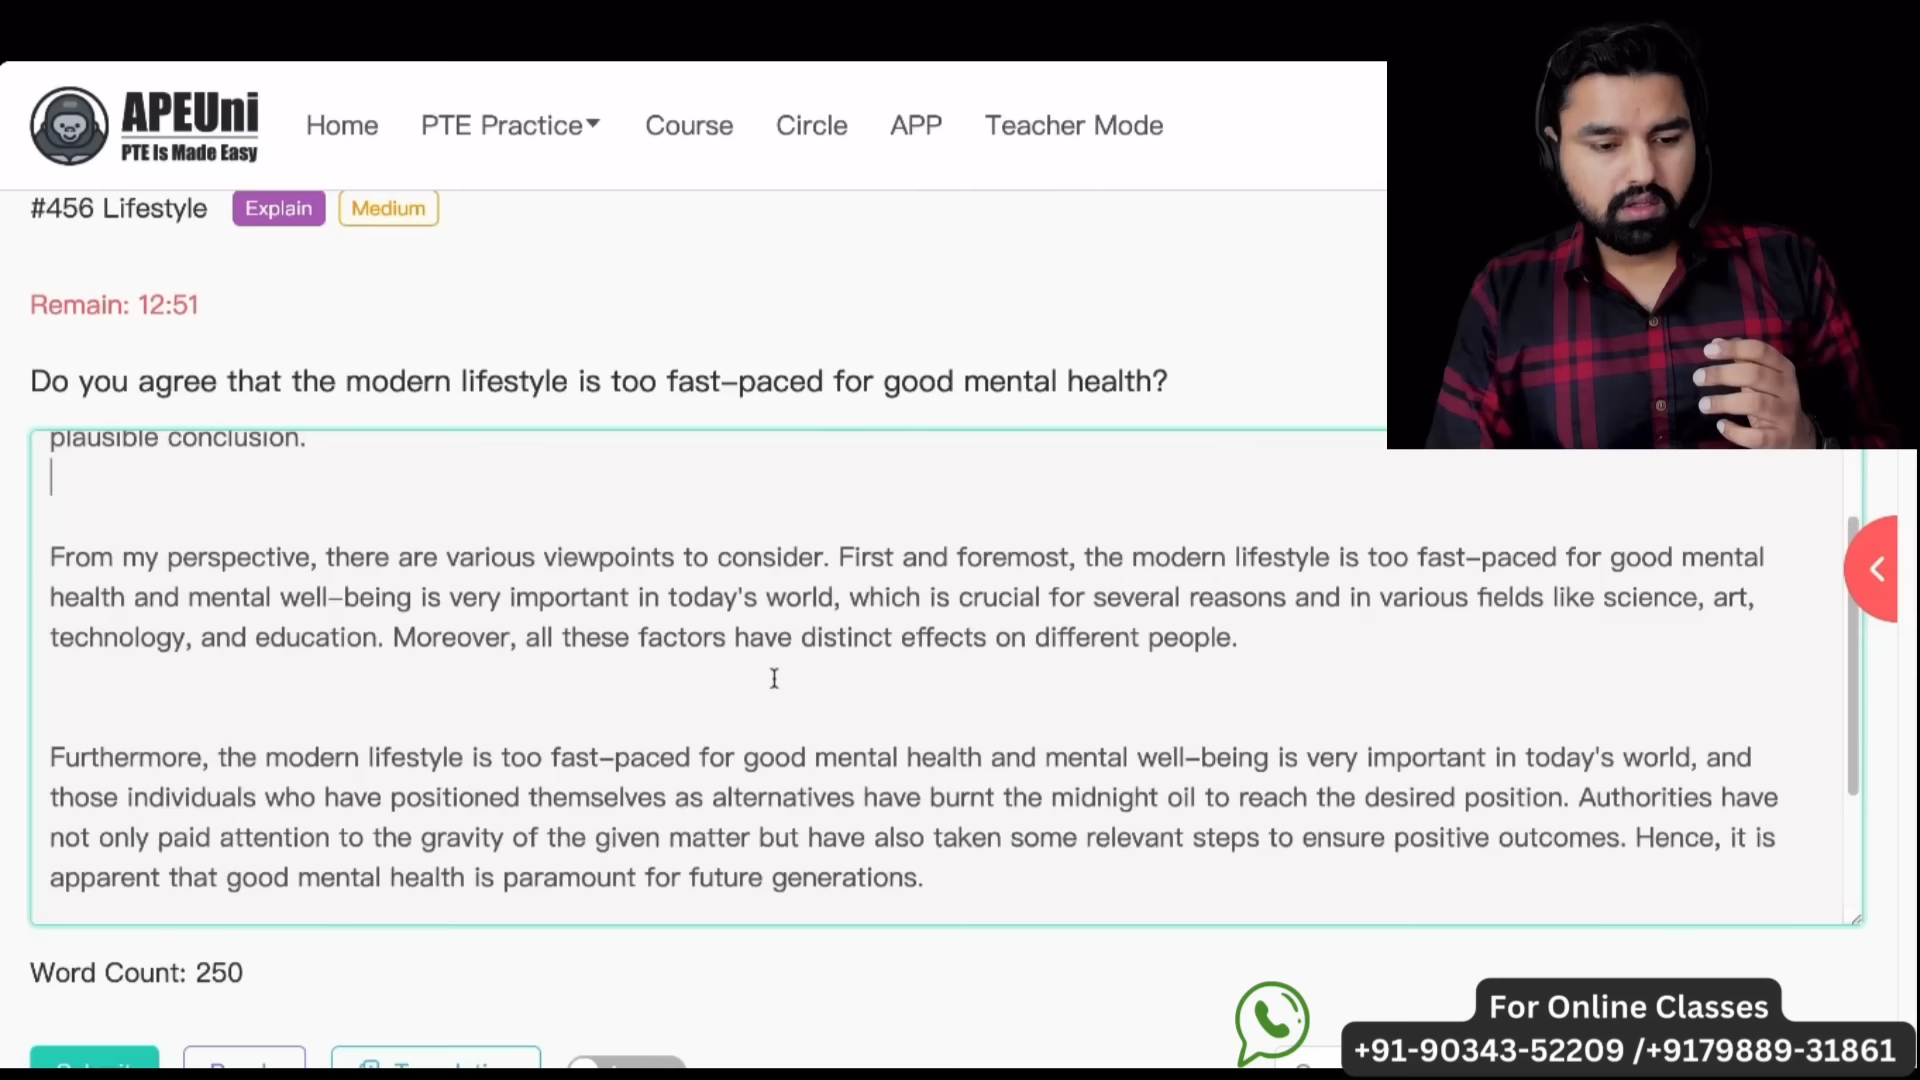 APEUni
PTE Is Made Easy
Home PTE Practice Course Circle APP Teacher Mode
#456 Lifestyle Explain Medium
Remain: 12:51
Do you agree that the modern lifestyle is too fast-paced for good mental health?
plausible conclusion.
From my perspective, there are various viewpoints to consider. First and foremost, the modern lifestyle is too fast-paced for good mental
health and mental well-being is very important in today's world, which is crucial for several reasons and in various fields like science, art,
technology, and education. Moreover, all these factors have distinct effects on different people.
Furthermore, the modern lifestyle is too fast-paced for good mental health and mental well-being is very important in today's world, and
those individuals who have positioned themselves as alternatives have burnt the midnight oil to reach the desired position. Authorities have
not only paid attention to the gravity of the given matter but have also taken some relevant steps to ensure positive outcomes. Hence, it is
apparent that good mental health is paramount for future generations.
Word Count: 250
For Online Classes
+91-90343-52209 /+9179889-31861